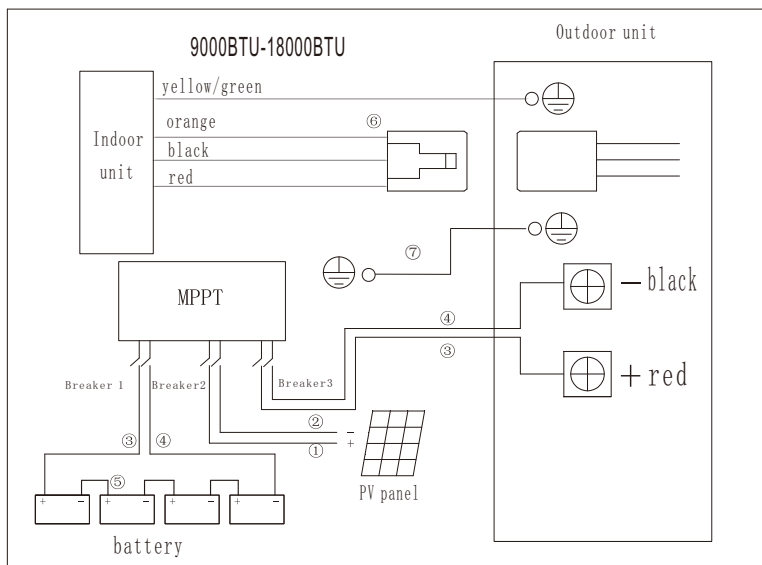 9000BTU-18000BTU
Outdoor unit
yellow/green
orange
⑥
black
red
Indoor
unit
⑦
MPPT
− black
④
③
+ red
Breaker 1
Breaker2
Breaker3
②
−
①
+
③
④
⑤
+ −
+ −
+ −
+ −
PV panel
battery